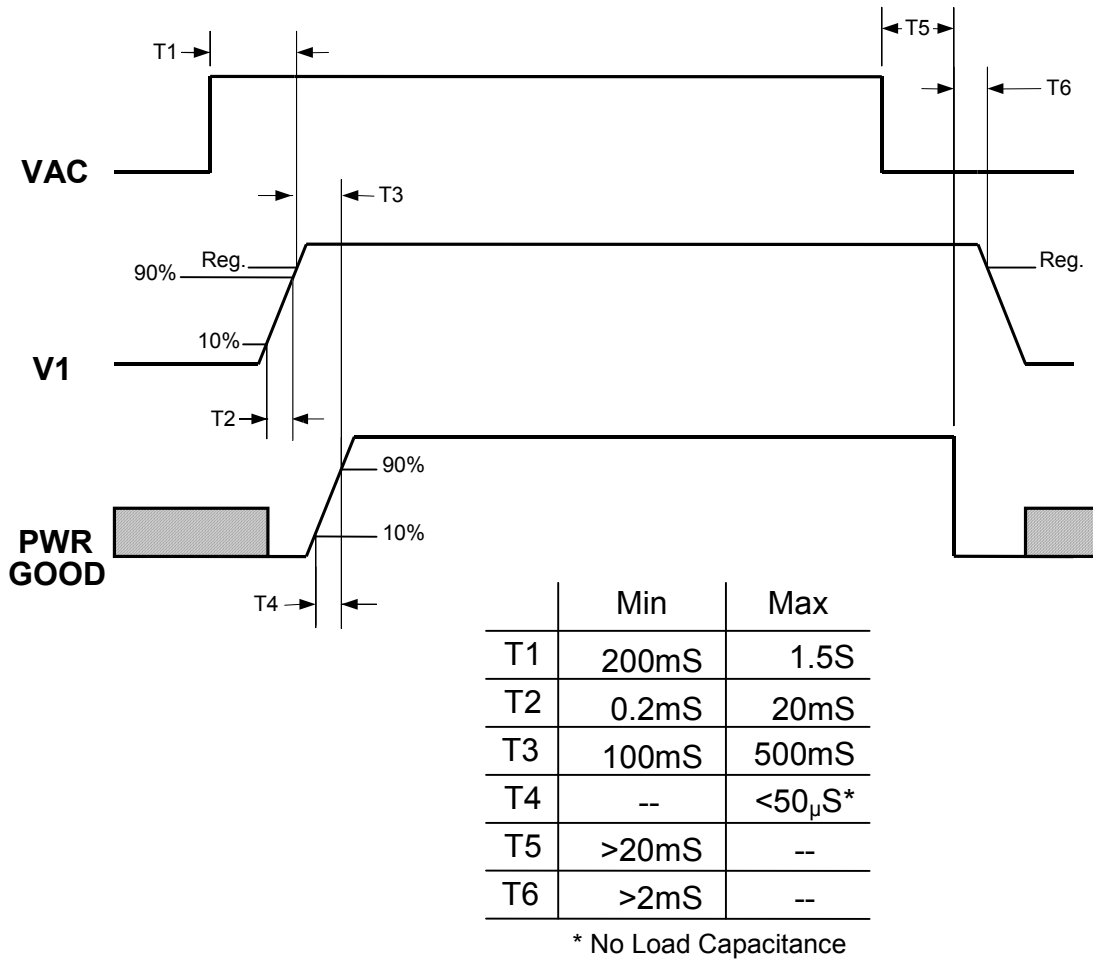 T5
T1
T6
VAC
T3
Reg.
90%
Reg.
10%
V1
T2
90%
10%
PWR
GOOD
T4
Min Max
T1 200mS 1.5S
T2 0.2mS 20mS
T3 100mS 500mS
T4 -- <50µS*
T5 >20mS --
T6 >2mS --
* No Load Capacitance